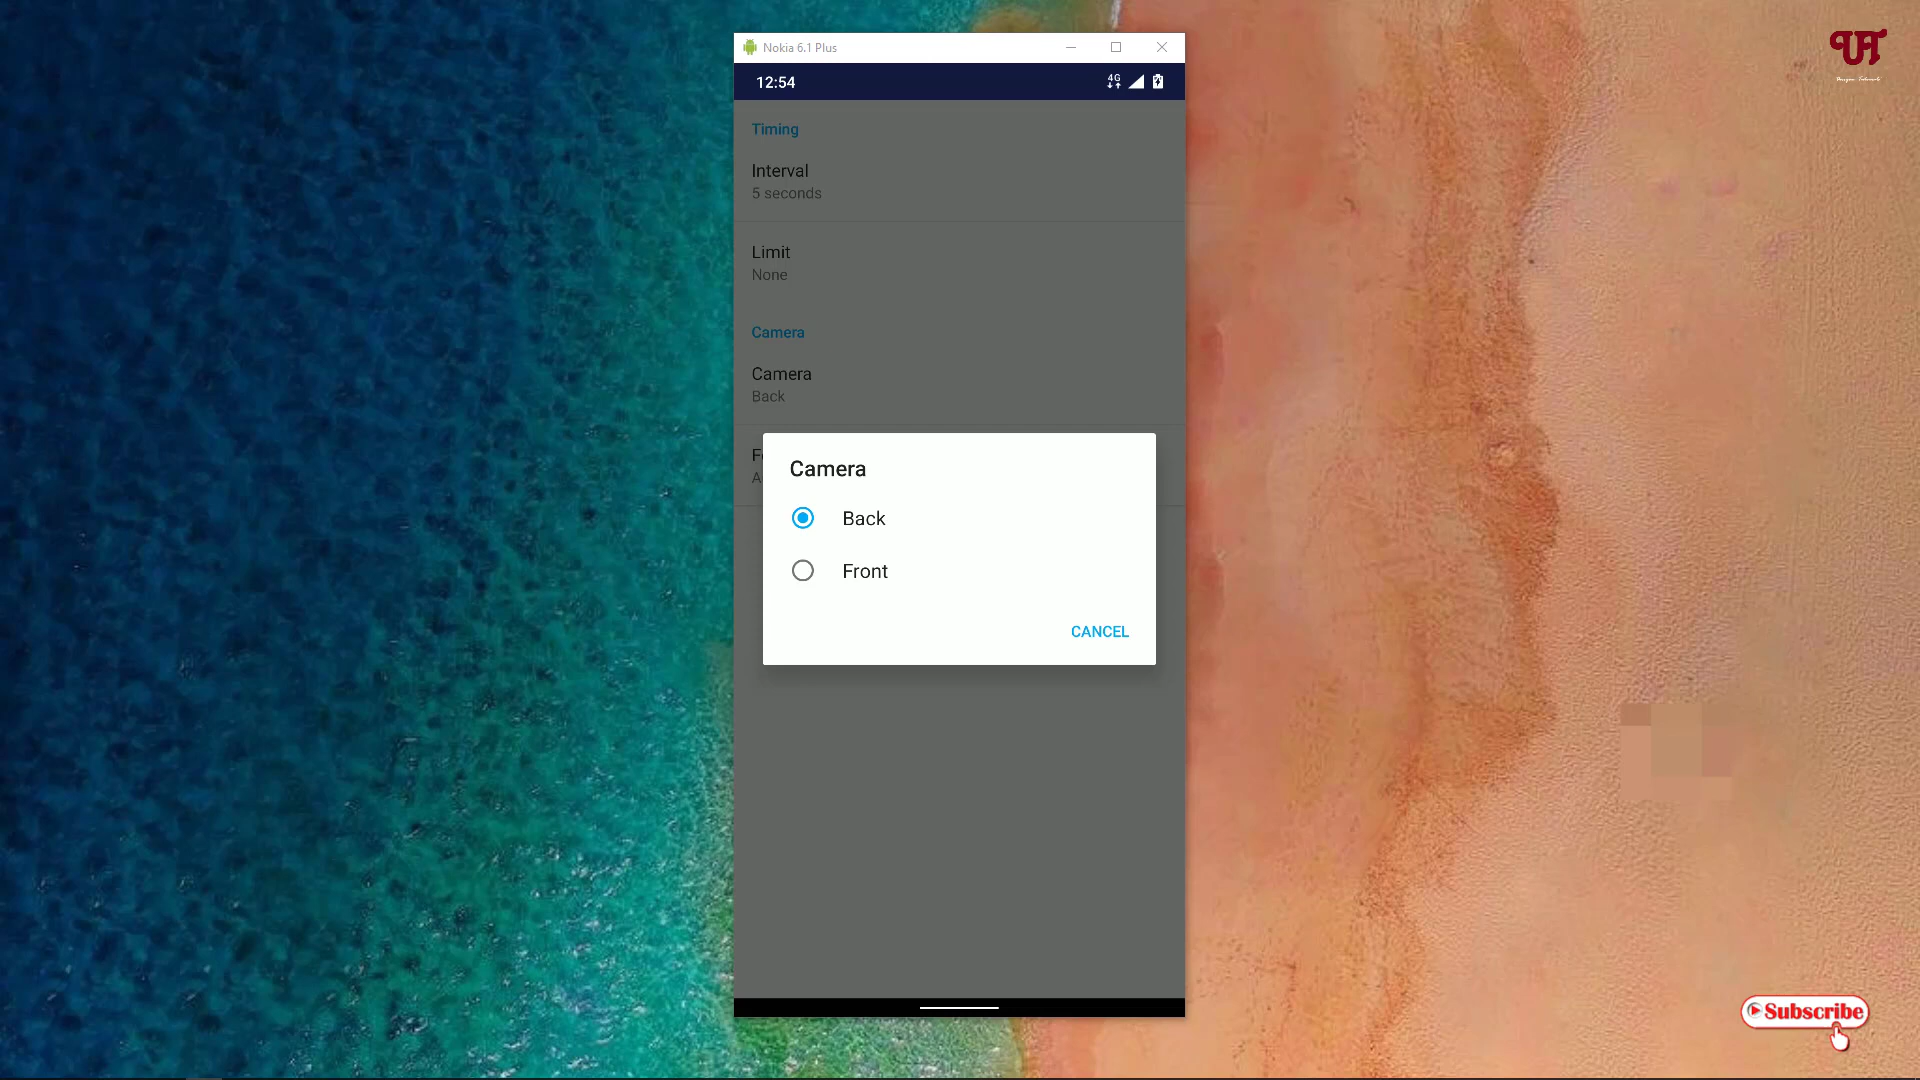 Nokia 6.1 Plus
UT
12:54
4G
Timing
Interval
5 seconds
Limit
None
Camera
Camera
Back
Camera
Back
Front
CANCEL
Subscribe